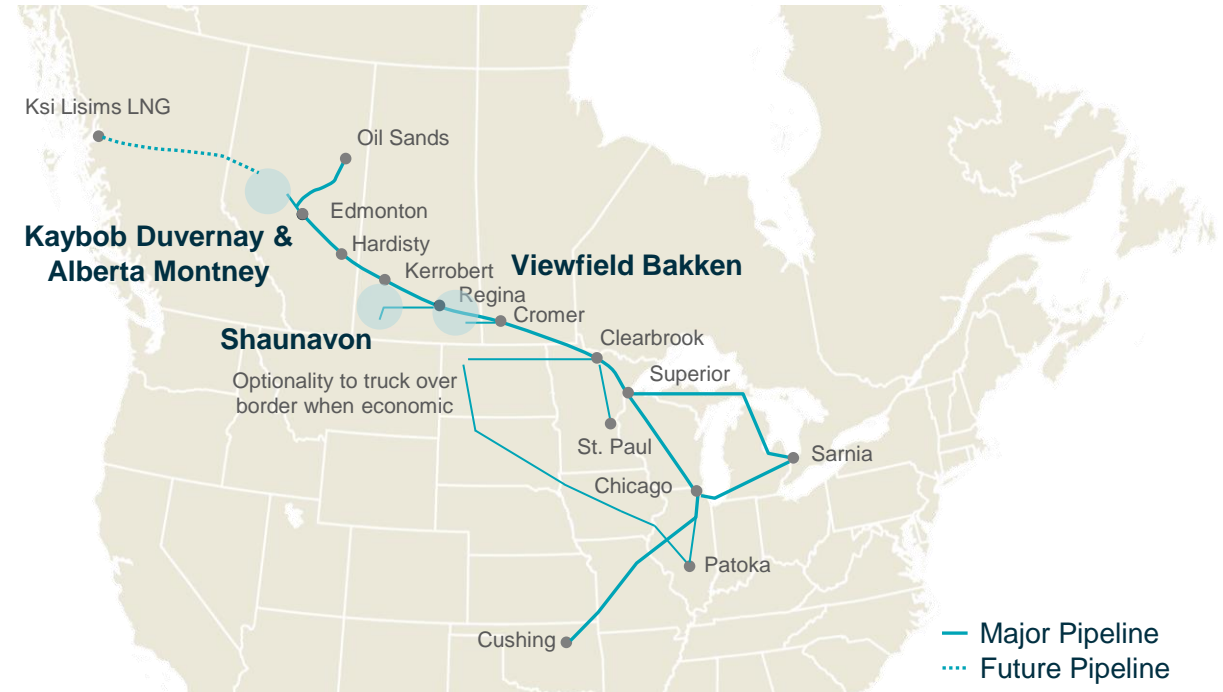 Ksi Lisims LNG
Oil Sands
Edmonton
Kaybob Duvernay &
Alberta Montney
Hardisty
Kerrobert
Viewfield Bakken
Regina
Cromer
Shaunavon
Clearbrook
Optionality to truck over
border when economic
Superior
St. Paul
Sarnia
Chicago
Patoka
Cushing
Major Pipeline
Future Pipeline